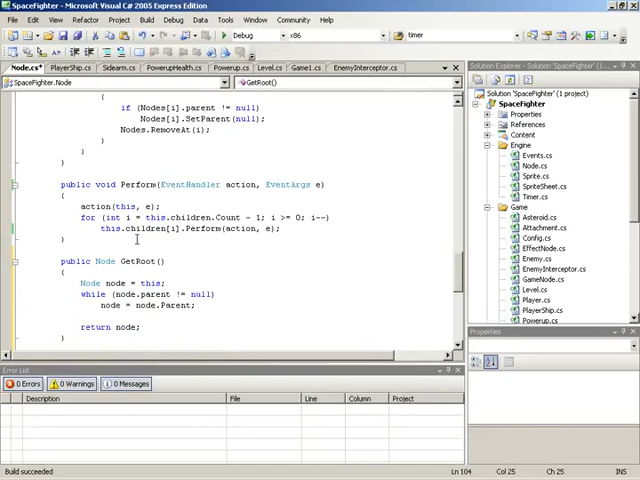 SpaceFighter - Microsoft Visual C# 2005 Express Edition
File Edit View Refactor Project Build Debug Data Tools Window Community Help
Debug x86 timer
Node.cs* PlayerShip.cs Sidearm.cs PowerupHealth.cs Powerup.cs Level.cs Game1.cs EnemyInterceptor.cs
SpaceFighter.Node GetRoot()
{
if (Nodes[i].parent != null)
Nodes[i].SetParent(null);
Nodes.RemoveAt(i);
}
}
}
public void Perform(EventHandler action, EventArgs e)
{
action(this, e);
for (int i = this.children.Count - 1; i >= 0; i--)
this.children[i].Perform(action, e);
}
public Node GetRoot()
{
Node node = this;
while (node.parent != null)
node = node.Parent;
return node;
}
Solution Explorer - SpaceFighter
Solution 'SpaceFighter' (1 project)
SpaceFighter
Properties
References
Content
Engine
Events.cs
Node.cs
Sprite.cs
SpriteSheet.cs
Timer.cs
Game
Asteroid.cs
Attachment.cs
Config.cs
EffectNode.cs
Enemy.cs
EnemyInterceptor.cs
GameNode.cs
Level.cs
Player.cs
PlayerShip.cs
Powerup.cs
Properties
Error List
0 Errors 0 Warnings 0 Messages
Description File Line Column Project
Build succeeded Ln 104 Col 25 INS